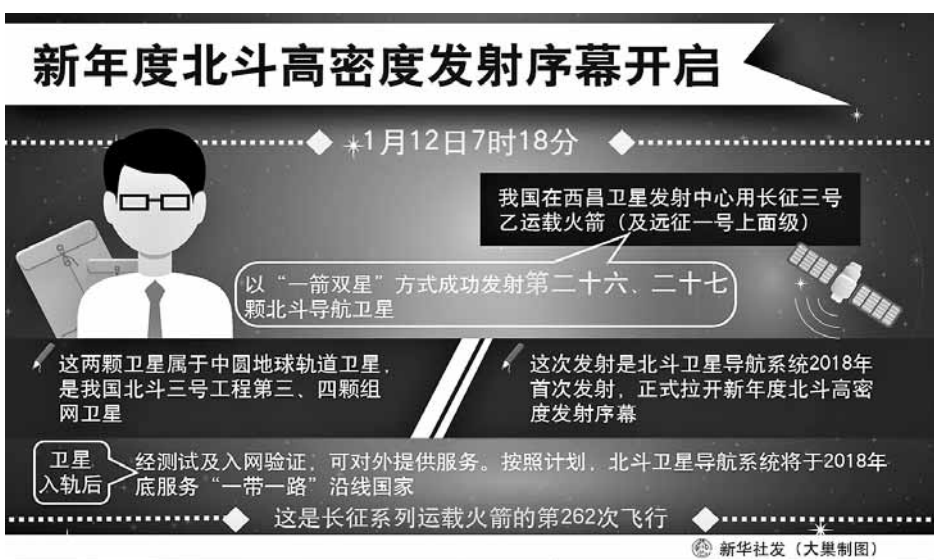 新年度北斗高密度发射序幕开启
1月12日7时18分
我国在西昌卫星发射中心用长征三号
乙运载火箭（及远征一号上面级）
以“一箭双星”方式成功发射第二十六、二十七
颗北斗导航卫星
这两颗卫星属于中圆地球轨道卫星，
是我国北斗三号工程第三、四颗组
网卫星
这次发射是北斗卫星导航系统2018年
首次发射，正式拉开新年度北斗高密
度发射序幕
卫星
入轨后
经测试及入网验证，可对外提供服务。按照计划，北斗卫星导航系统将于2018年
底服务“一带一路”沿线国家
这是长征系列运载火箭的第262次飞行
新华社发（大巢制图）